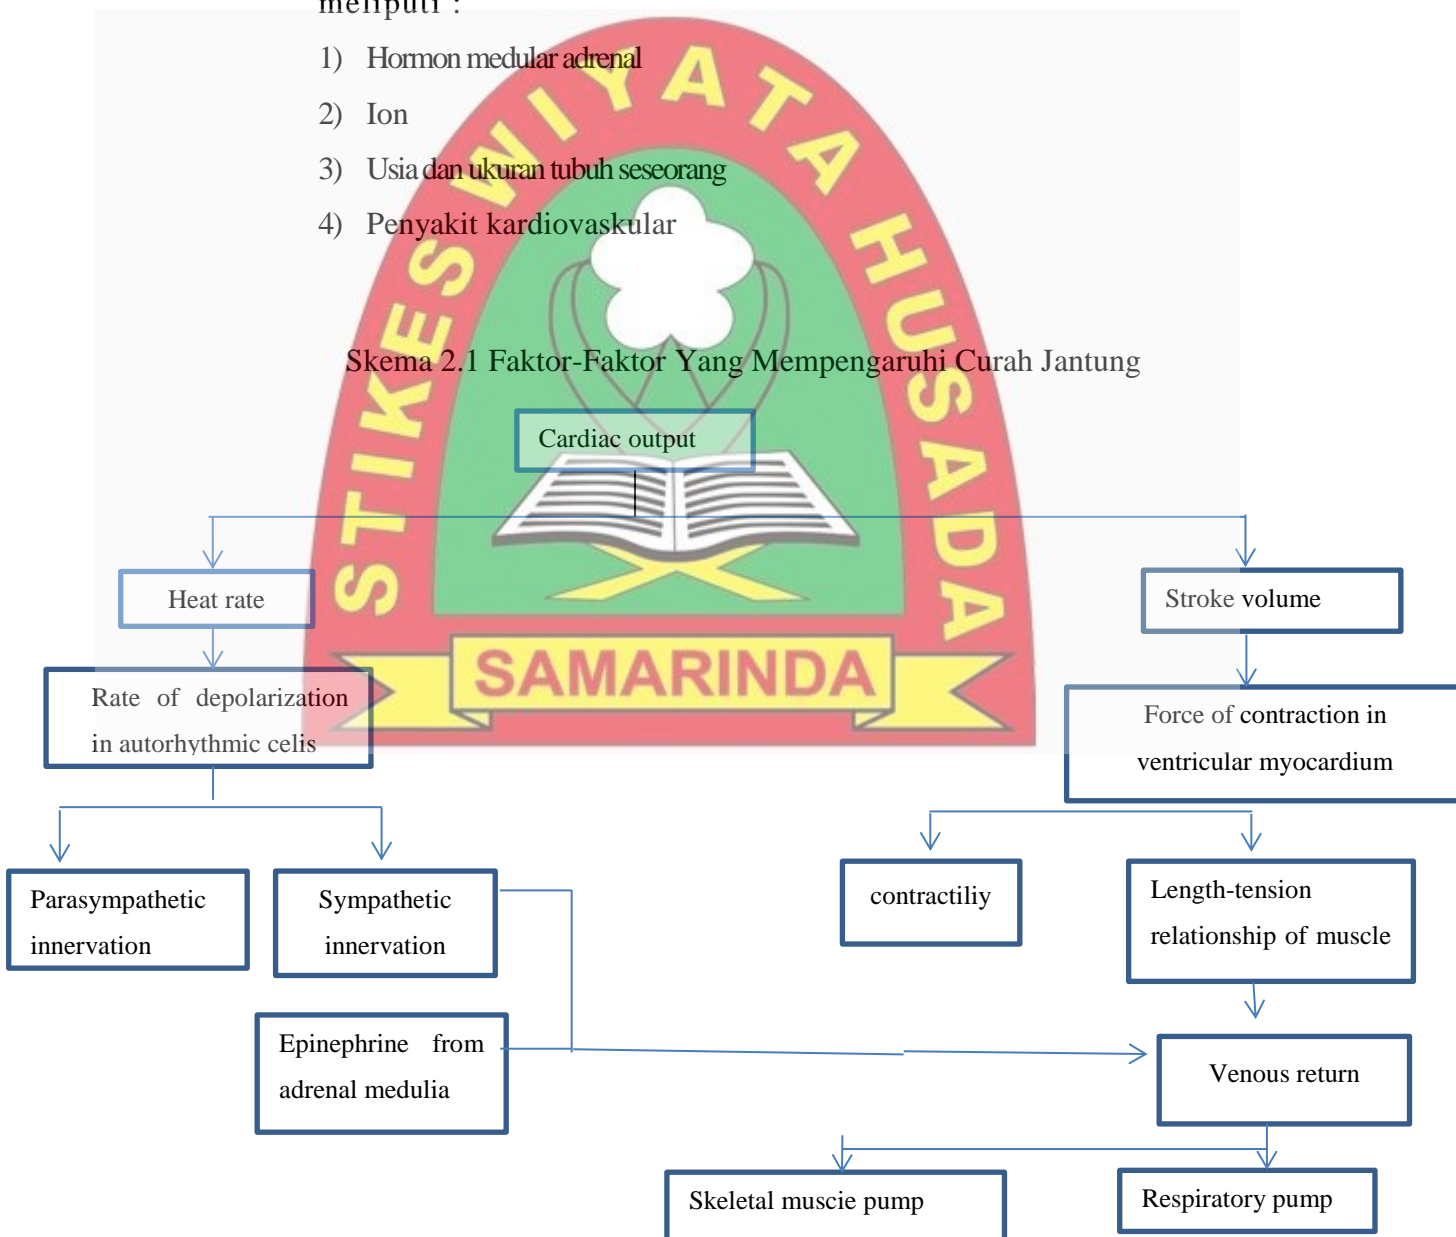 meliputi :
1) Hormon medular adrenal
2) Ion
3) Usia dan ukuran tubuh seseorang
4) Penyakit kardiovaskular
STIKES WIYATA HUSADA
SAMARINDA
Skema 2.1 Faktor-Faktor Yang Mempengaruhi Curah Jantung
Cardiac output
Heat rate
Stroke volume
Rate of depolarization
in autorhythmic celis
Force of contraction in
ventricular myocardium
Parasympathetic
innervation
Sympathetic
innervation
contractiliy
Length-tension
relationship of muscle
Epinephrine from
adrenal medulia
Venous return
Skeletal muscie pump
Respiratory pump